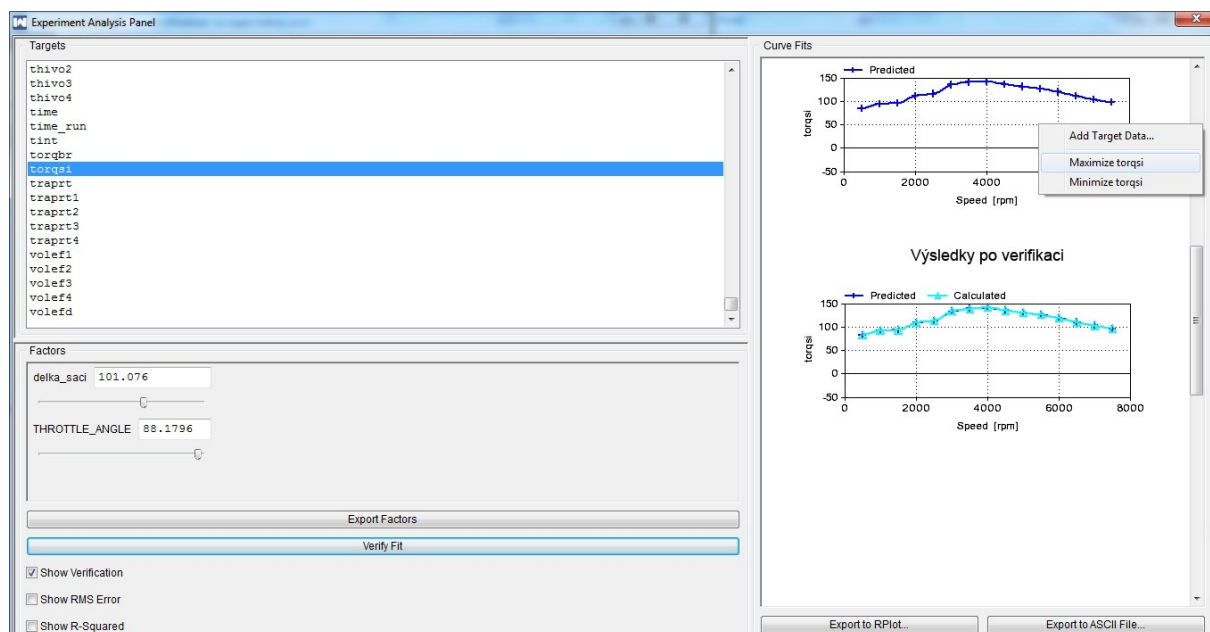 Experiment Analysis Panel
Targets
thivo2
thivo3
thivo4
time
time_run
tint
torqbr
torqsi
traprt
traprt1
traprt2
traprt3
traprt4
volef1
volef2
volef3
volef4
volefd
Factors
delka_saci 101.076
THROTTLE_ANGLE 88.1796
Export Factors
Verify Fit
Show Verification
Show RMS Error
Show R-Squared
Curve Fits
Predicted
150
100
50
0
-50
torqsi
0 2000 4000
Speed [rpm]
Add Target Data...
Maximize torqsi
Minimize torqsi
Výsledky po verifikaci
Predicted Calculated
150
100
50
0
-50
torqsi
0 2000 4000 6000 8000
Speed [rpm]
Export to RPlot... Export to ASCII File...